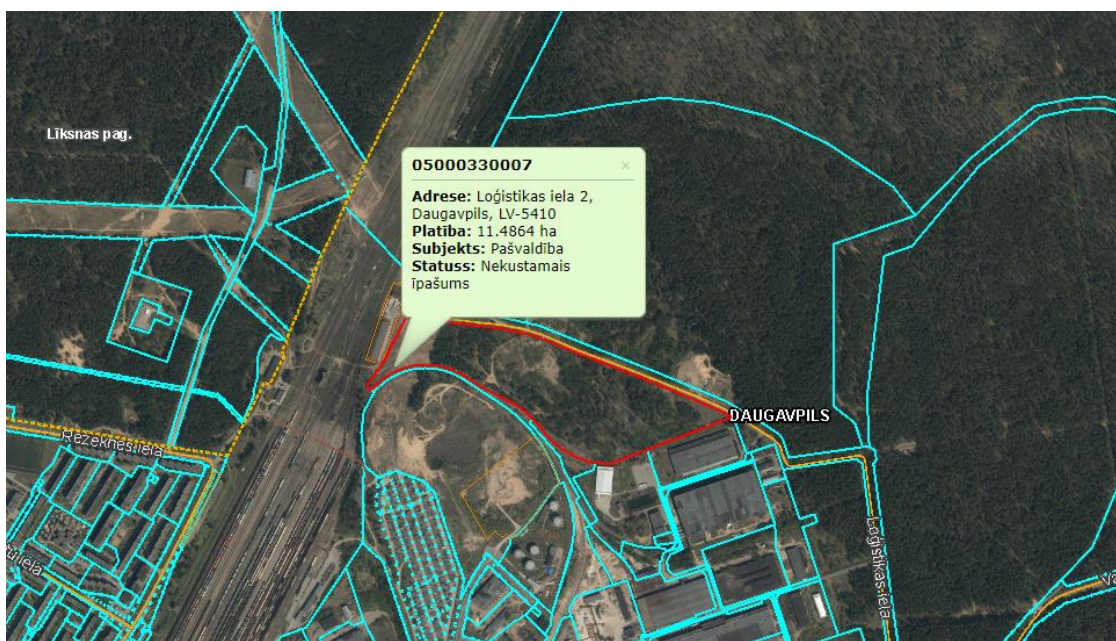 Līksnas pag.
05000330007 ×
Adrese: Loģistikas iela 2,
Daugavpils, LV-5410
Platība: 11.4864 ha
Subjekts: Pašvaldība
Statuss: Nekustamais
īpašums
DAUGAVPILS
Rēzeknes iela
Loģistikas iela